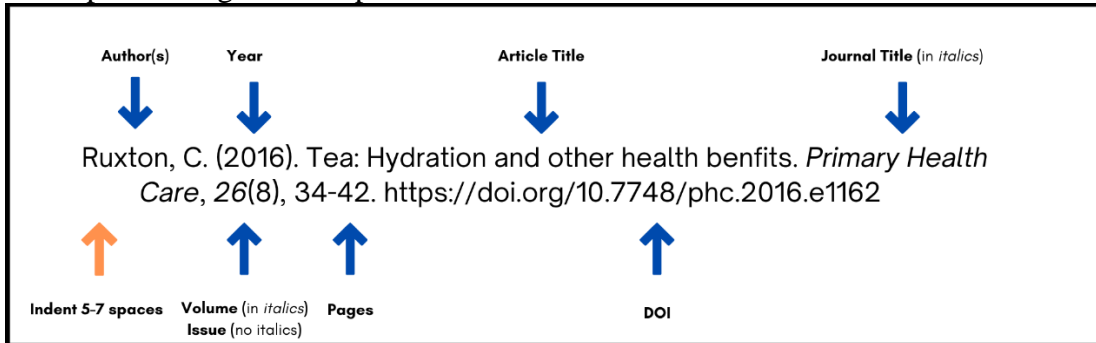 Author(s) Year Article Title Journal Title (in italics)
Ruxton, C. (2016). Tea: Hydration and other health benfits. Primary Health
Care, 26(8), 34-42. https://doi.org/10.7748/phc.2016.e1162
Indent 5-7 spaces Volume (in italics) Pages DOI
Issue (no italics)